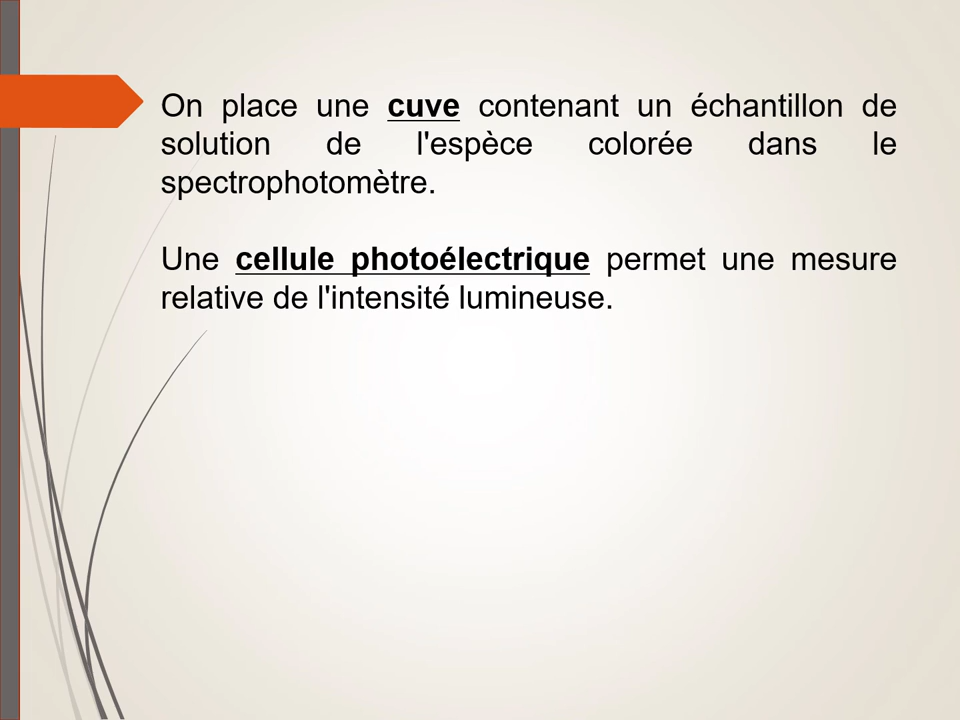 On place une cuve contenant un échantillon de
solution de l'espèce colorée dans le
spectrophotomètre.
Une cellule photoélectrique permet une mesure
relative de l'intensité lumineuse.